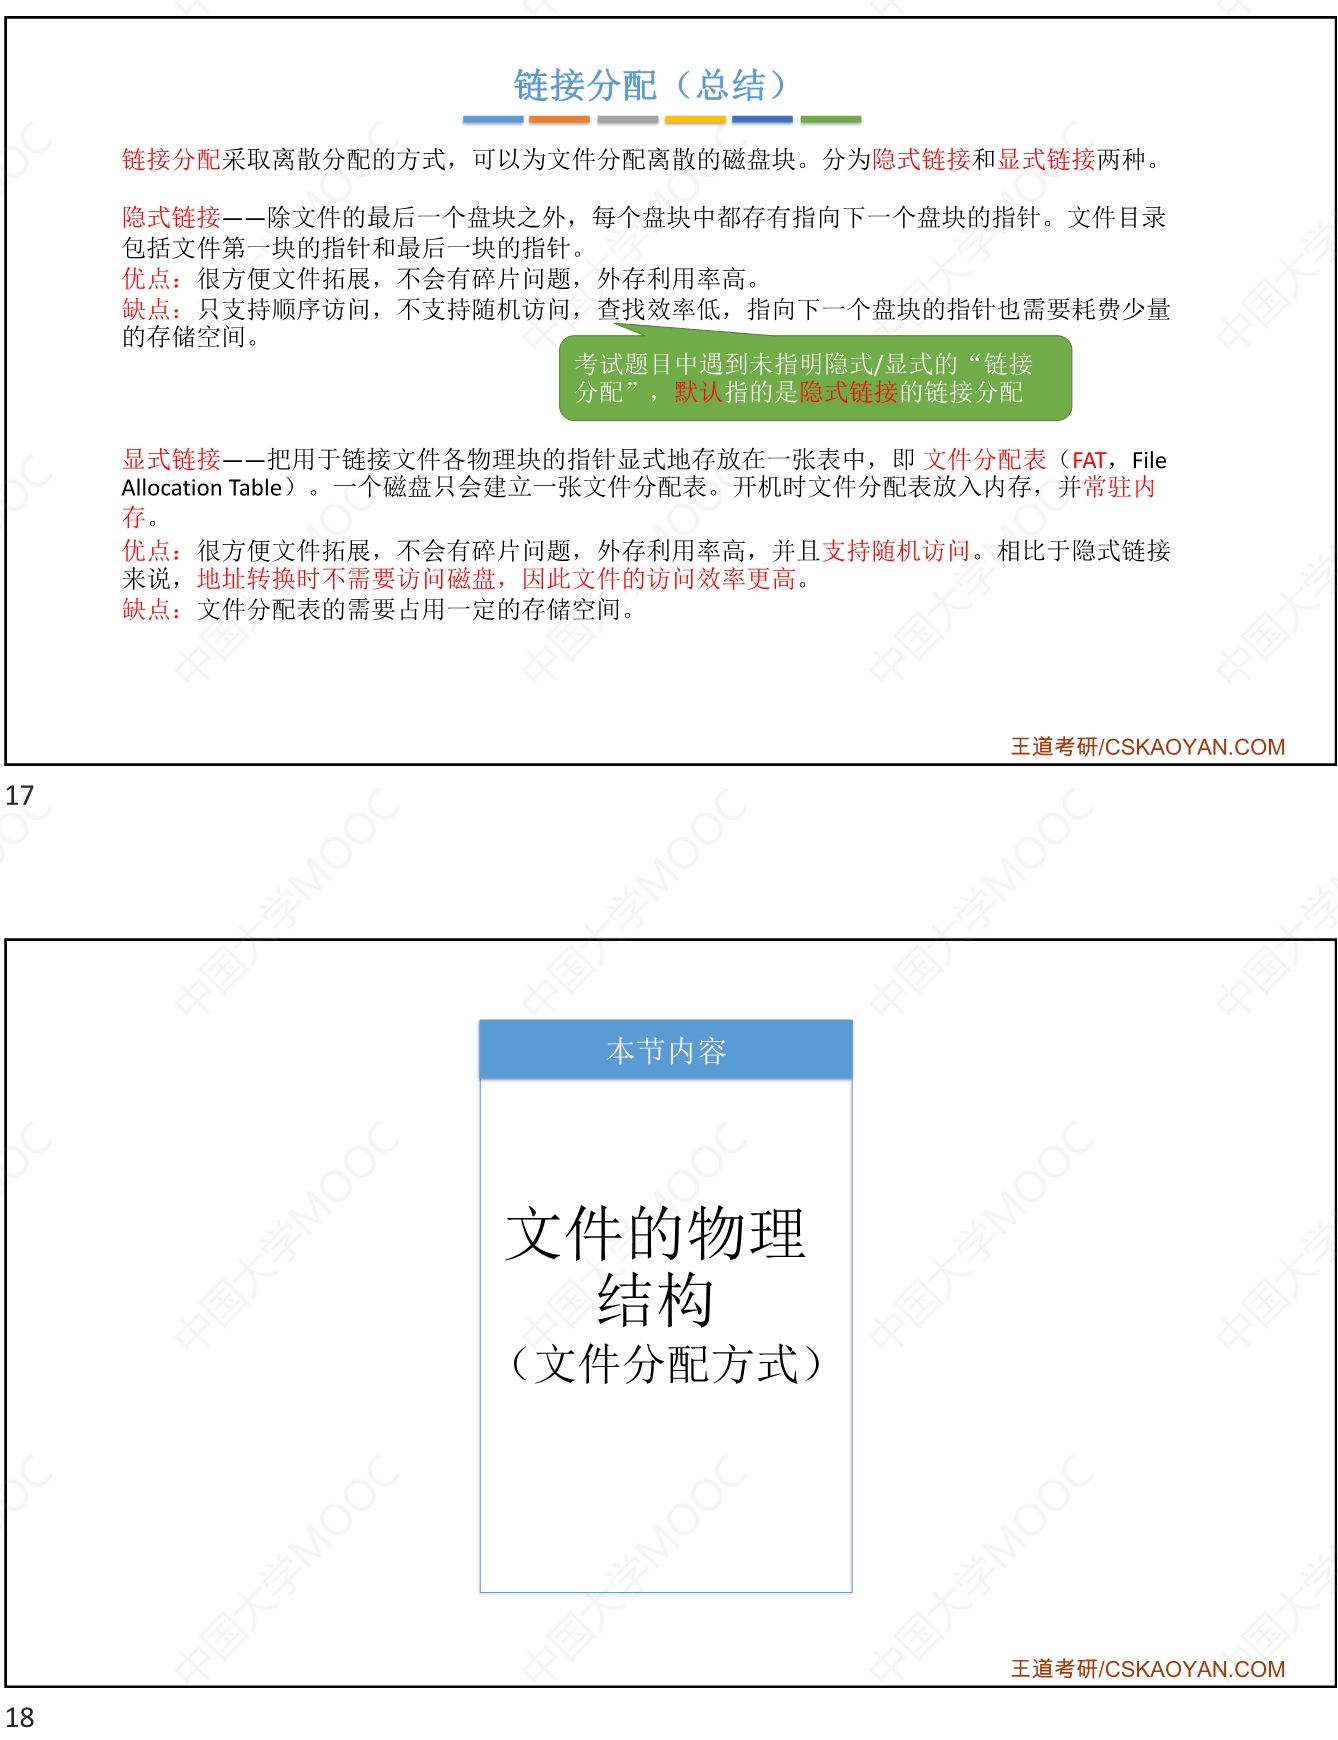 链接分配（总结）
链接分配采取离散分配的方式，可以为文件分配离散的磁盘块。分为隐式链接和显式链接两种。
隐式链接——除文件的最后一个盘块之外，每个盘块中都存有指向下一个盘块的指针。文件目录
包括文件第一块的指针和最后一块的指针。
优点：很方便文件拓展，不会有碎片问题，外存利用率高。
缺点：只支持顺序访问，不支持随机访问，查找效率低，指向下一个盘块的指针也需要耗费少量
的存储空间。
考试题目中遇到未指明隐式/显式的“链接
分配”，默认指的是隐式链接的链接分配
显式链接——把用于链接文件各物理块的指针显式地存放在一张表中，即 文件分配表（FAT，File
Allocation Table）。一个磁盘只会建立一张文件分配表。开机时文件分配表放入内存，并常驻内
存。
优点：很方便文件拓展，不会有碎片问题，外存利用率高，并且支持随机访问。相比于隐式链接
来说，地址转换时不需要访问磁盘，因此文件的访问效率更高。
缺点：文件分配表的需要占用一定的存储空间。
王道考研/CSKAOYAN.COM
17
本节内容
文件的物理
结构
（文件分配方式）
王道考研/CSKAOYAN.COM
18
中国大学MOOC